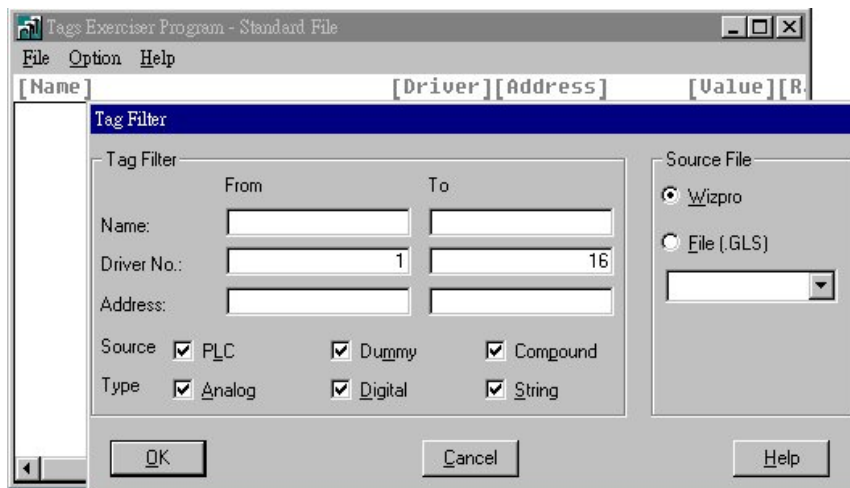 Tags Exerciser Program - Standard File
File Option Help
[Name] [Driver][Address] [Value][R
Tag Filter
Tag Filter
From To
Name:
Driver No.: 1 16
Address:
Source PLC Dummy Compound
Type Analog Digital String
Source File
Wizpro
File (.GLS)
OK Cancel Help